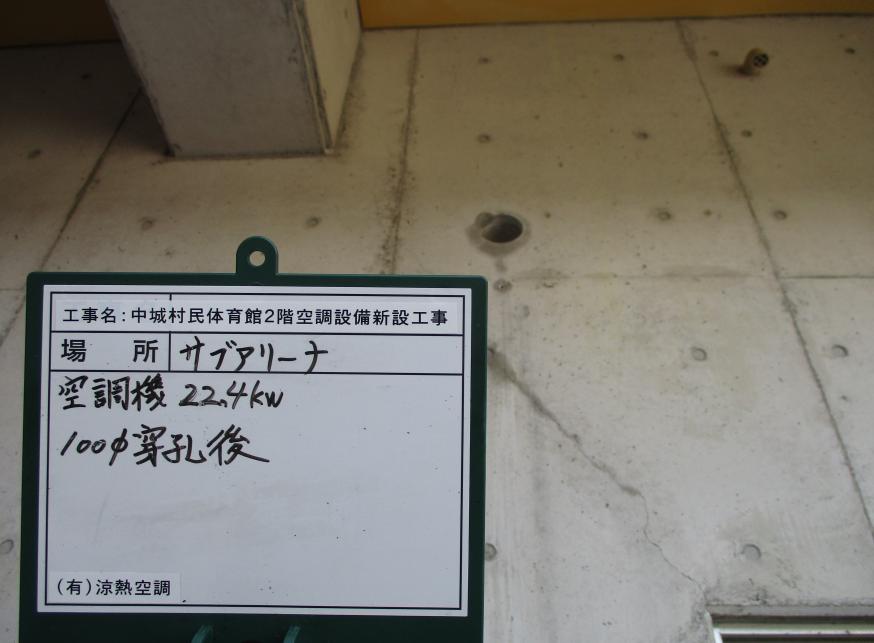 工事名:中城村民体育館2階空調設備新設工事
場所 サブアリーナ
空調機 22.4kw
100φ穿孔後
(有)涼熱空調